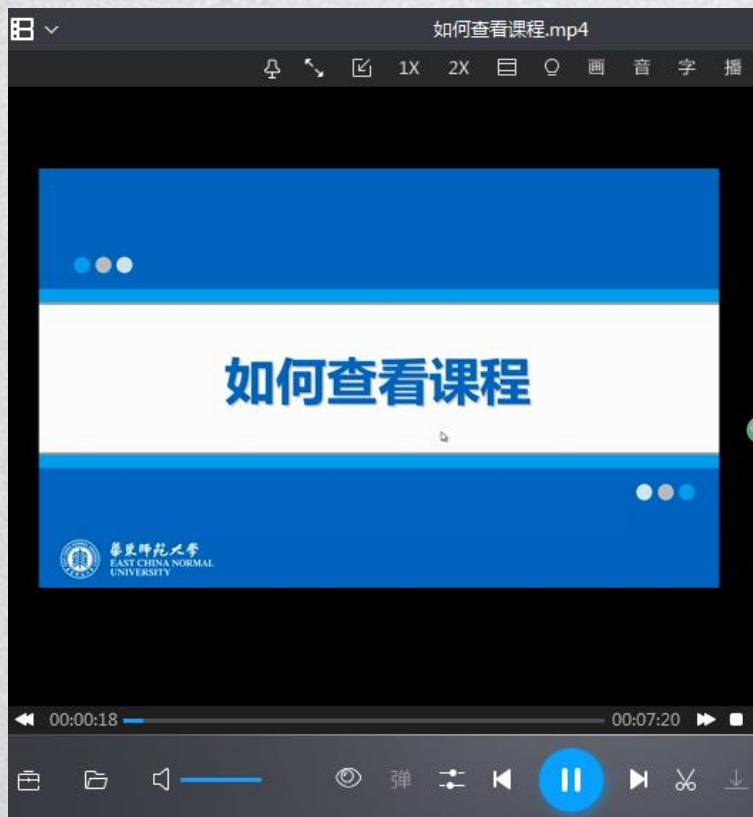 如何查看课程.mp4
1X 2X 画 音 字 播
如何查看课程
華東師范大學
EAST CHINA NORMAL
UNIVERSITY
00:00:18 00:07:20
弹